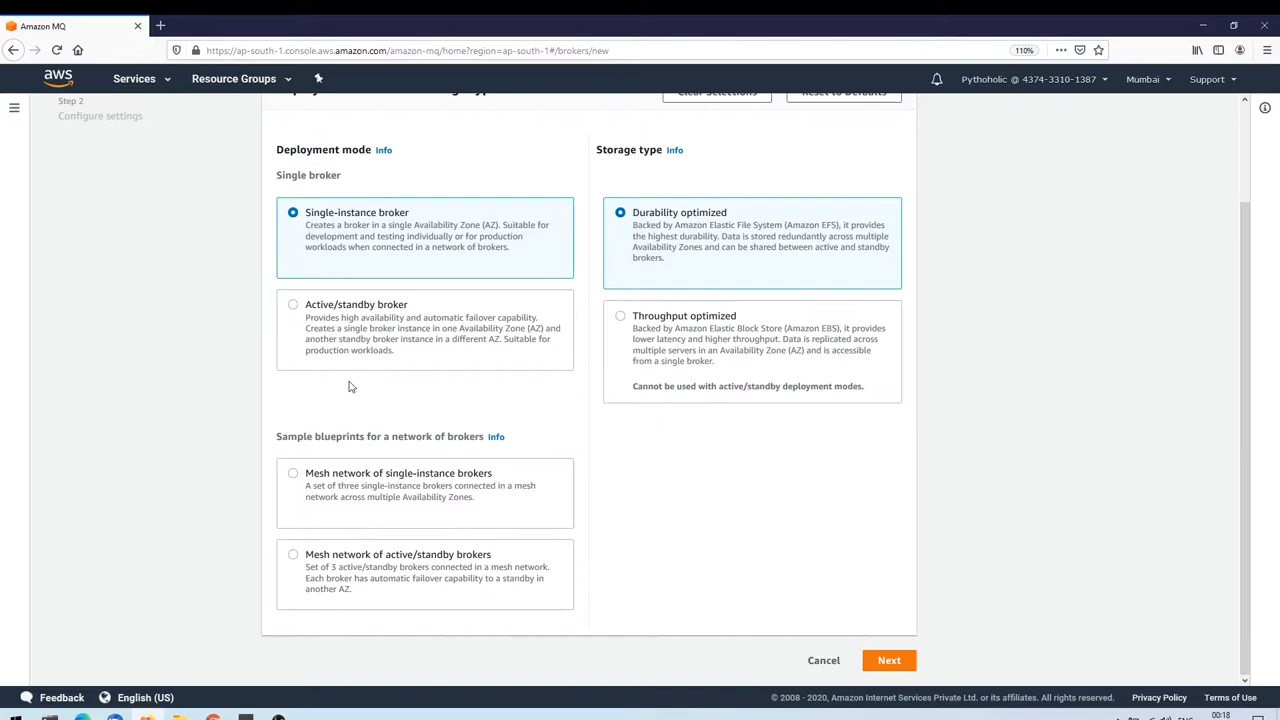 Amazon MQ
https://ap-south-1.console.aws.amazon.com/amazon-mq/home?region=ap-south-1#/brokers/new
110%
aws
Services
Resource Groups
Pytholic @ 4374-3310-1387
Mumbai
Support
Step 2
Configure settings
Clear selections
Reset to Defaults
Deployment mode Info
Single broker
Single-instance broker
Creates a broker in a single Availability Zone (AZ). Suitable for
development and testing individually or for production
workloads when connected in a network of brokers.
Active/standby broker
Provides high availability and automatic failover capability.
Creates a single broker instance in one Availability Zone (AZ) and
another standby broker instance in a different AZ. Suitable for
production workloads.
Sample blueprints for a network of brokers Info
Mesh network of single-instance brokers
A set of three single-instance brokers connected in a mesh
network across multiple Availability Zones.
Mesh network of active/standby brokers
Set of 3 active/standby brokers connected in a mesh network.
Each broker has automatic failover capability to a standby in
another AZ.
Storage type Info
Durability optimized
Backed by Amazon Elastic File System (Amazon EFS), it provides
the highest durability. Data is stored redundantly across multiple
Availability Zones and can be shared between active and standby
brokers.
Throughput optimized
Backed by Amazon Elastic Block Store (Amazon EBS), it provides
lower latency and higher throughput. Data is replicated across
multiple servers in an Availability Zone (AZ) and is accessible
from a single broker.
Cannot be used with active/standby deployment modes.
Cancel
Next
Feedback
English (US)
© 2008 - 2020, Amazon Internet Services Private Ltd. or its affiliates. All rights reserved.
Privacy Policy
Terms of Use
ENG
00:18